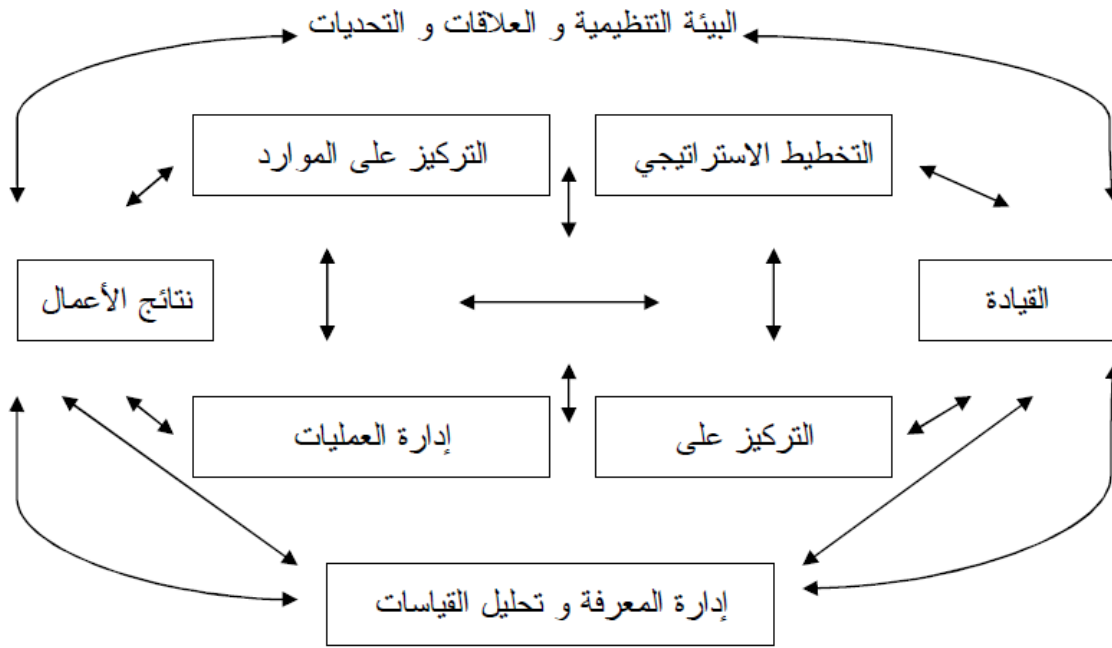 البيئة التنظيمية و العلاقات و التحديات
التخطيط الاستراتيجي
التركيز على الموارد
القيادة
نتائج الأعمال
التركيز على
إدارة العمليات
إدارة المعرفة و تحليل القياسات